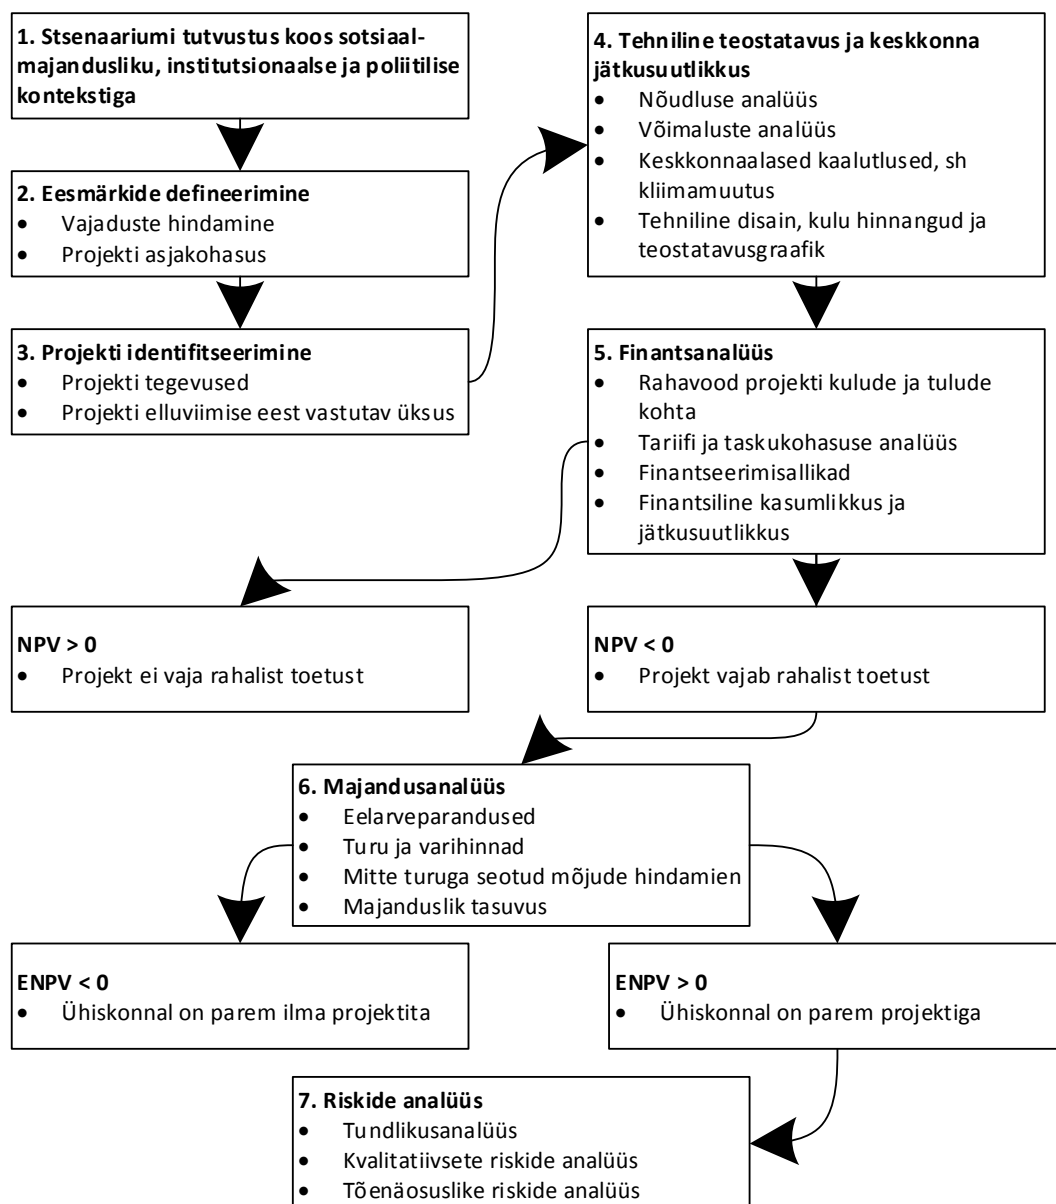 1. Stsenaariumi tutvustus koos sotsiaal-
majandusliku, institutsionaalse ja poliitilise
kontekstiga
2. Eesmärkide defineerimine
• Vajaduste hindamine
• Projekti asjakohasus
3. Projekti identifitseerimine
• Projekti tegevused
• Projekti elluviimise eest vastutav üksus
4. Tehniline teostatavus ja keskkonna
jätkusuutlikkus
• Nõudluse analüüs
• Võimaluste analüüs
• Keskkonnaalased kaalutlused, sh
kliimamuutus
• Tehniline disain, kulu hinnangud ja
teostatavusgraafik
5. Finantsanalüüs
• Rahavood projekti kulude ja tulude
kohta
• Tariifi ja taskukohasuse analüüs
• Finantseerimisallikad
• Finantsiline kasumlikkus ja
jätkusuutlikkus
NPV > 0
• Projekt ei vaja rahalist toetust
NPV < 0
• Projekt vajab rahalist toetust
6. Majandusanalüüs
• Eelarveparandused
• Turu ja varihinnad
• Mitte turuga seotud mõjude hindamien
• Majanduslik tasuvus
ENPV < 0
• Ühiskonnal on parem ilma projektita
ENPV > 0
• Ühiskonnal on parem projektiga
7. Riskide analüüs
• Tundlikusanalüüs
• Kvalitatiivsete riskide analüüs
• Tõenäosuslike riskide analüüs